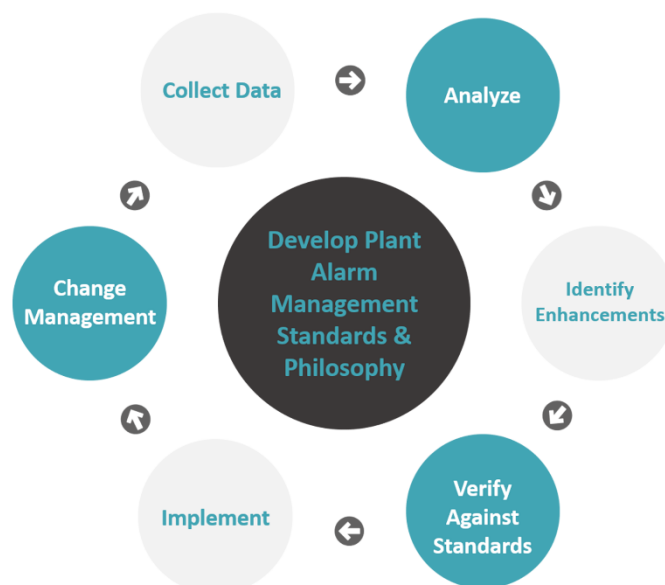 Collect Data
Analyze
Identify
Enhancements
Verify
Against
Standards
Implement
Change
Management
Develop Plant
Alarm
Management
Standards &
Philosophy